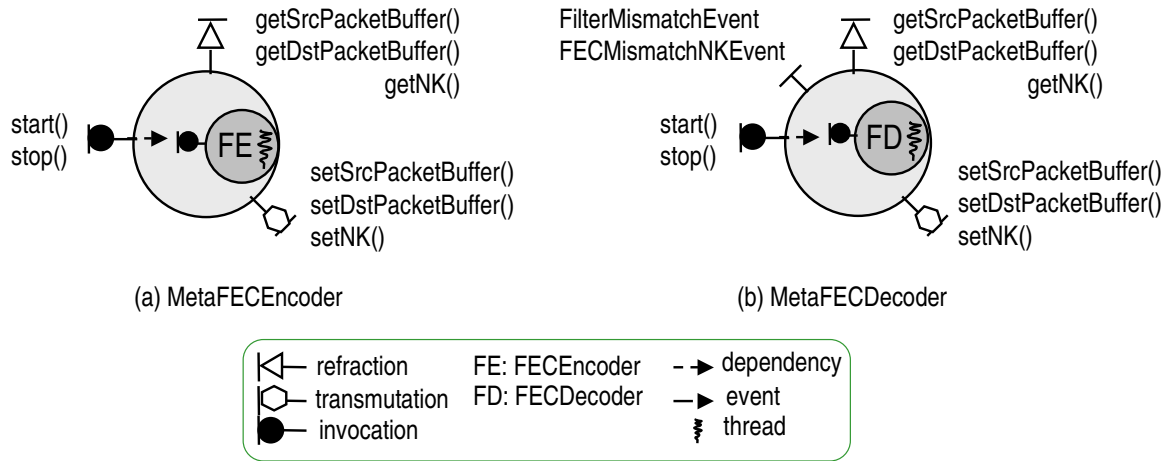 getSrcPacketBuffer()
getDstPacketBuffer()
getNK()
start()
stop()
FE
setSrcPacketBuffer()
setDstPacketBuffer()
setNK()
(a) MetaFECEncoder
FilterMismatchEvent
FECMismatchNKEvent
getSrcPacketBuffer()
getDstPacketBuffer()
getNK()
start()
stop()
FD
setSrcPacketBuffer()
setDstPacketBuffer()
setNK()
(b) MetaFECDecoder
refraction
transmutation
invocation
FE: FECEncoder
FD: FECDecoder
dependency
event
thread